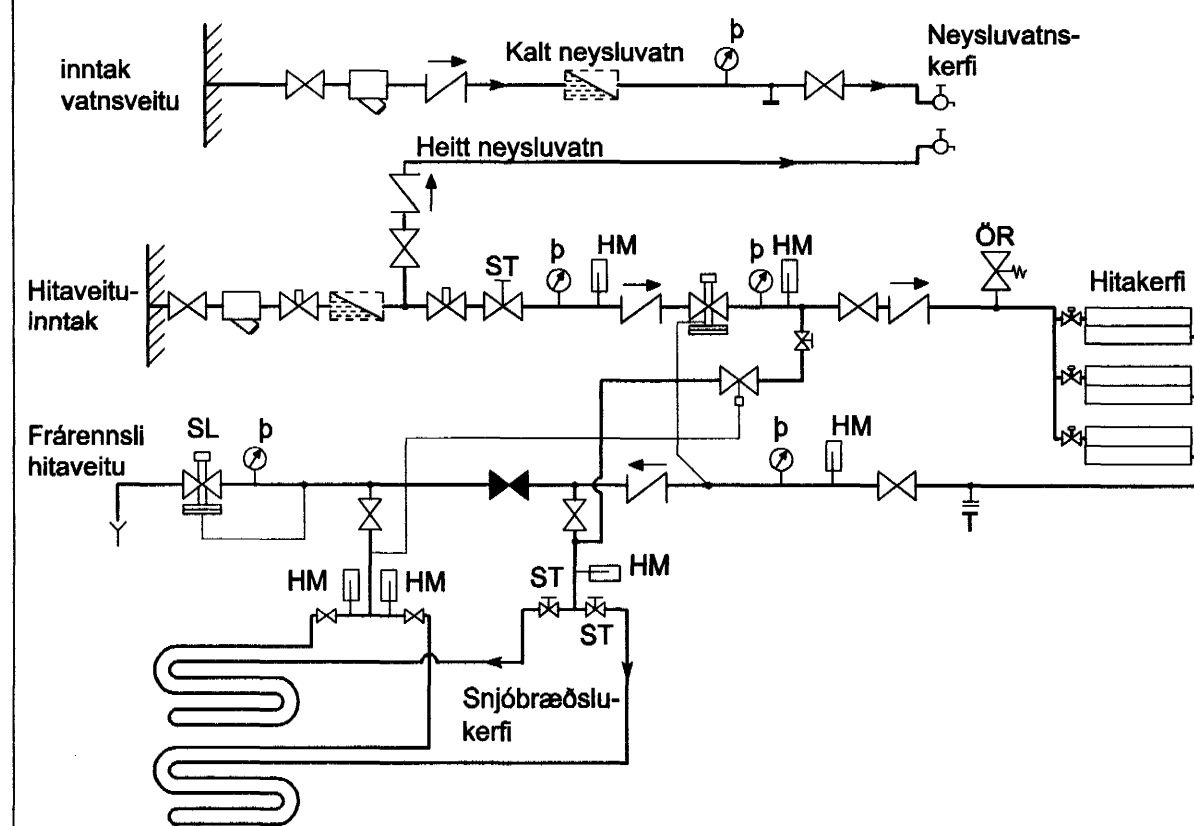 þ
Kalt neysluvatn
Neysluvatns-
kerfi
inntak
vatnsveitu
Heitt neysluvatn
ÖR
ST
þ
HM
þ
HM
Hitaveitu-
inntak
Hitakerfi
Frárennsli
hitaveitu
SL
þ
þ
HM
HM
HM
ST
HM
ST
Snjóbræðslu-
kerfi